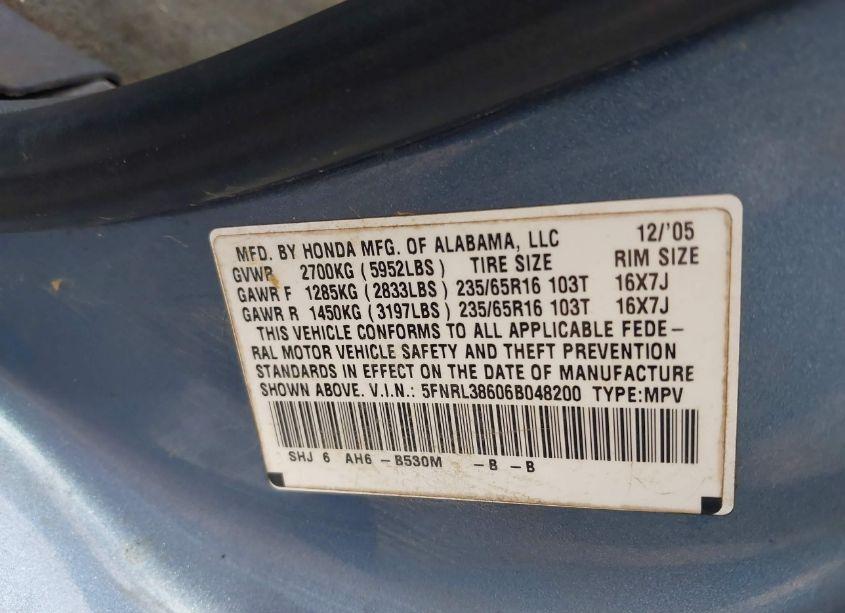 MFD. BY HONDA MFG. OF ALABAMA, LLC 12/'05
GVWR 2700KG (5952LBS) TIRE SIZE RIM SIZE
GAWR F 1285KG (2833LBS) 235/65R16 103T 16X7J
GAWR R 1450KG (3197LBS) 235/65R16 103T 16X7J
THIS VEHICLE CONFORMS TO ALL APPLICABLE FEDE-
RAL MOTOR VEHICLE SAFETY AND THEFT PREVENTION
STANDARDS IN EFFECT ON THE DATE OF MANUFACTURE
SHOWN ABOVE. V.I.N.: 5FNRL38606B048200 TYPE:MPV
SHJ 6 AH6 -B530M -B -B